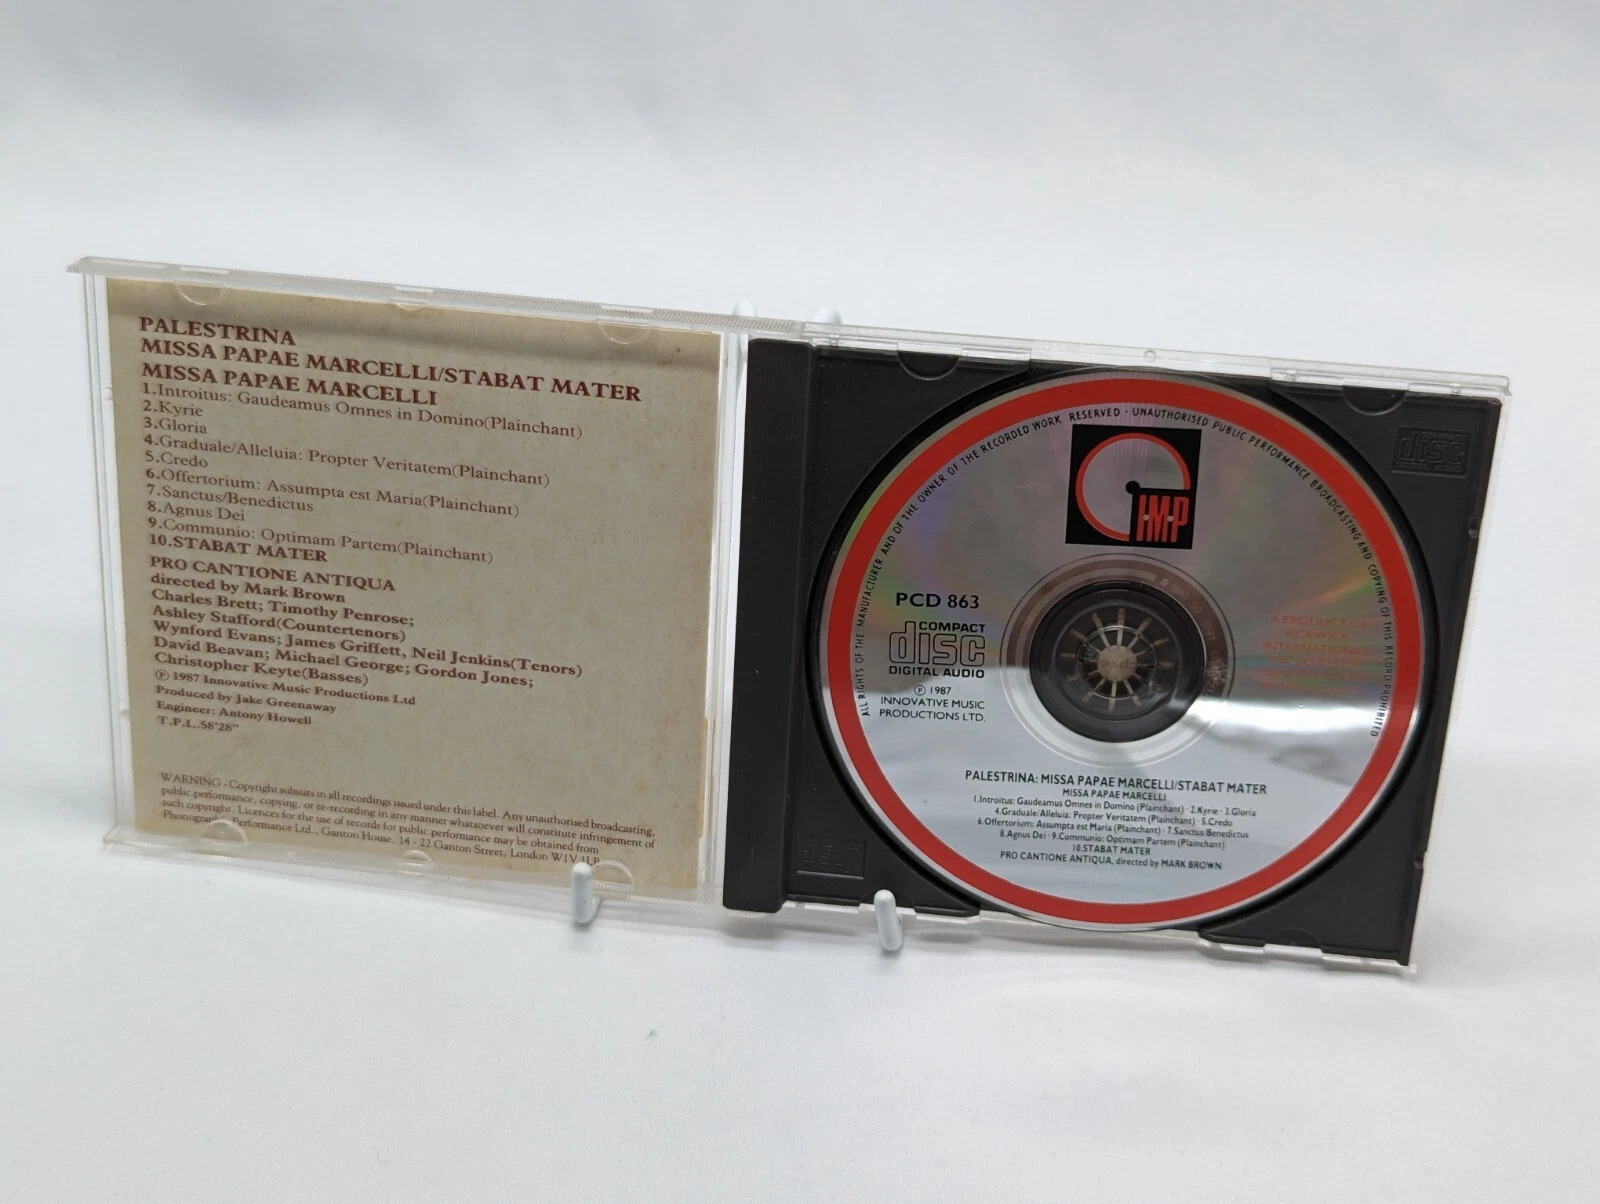 PALESTRINA
MISSA PAPAE MARCELLI/STABAT MATER
MISSA PAPAE MARCELLI
1.Introitus: Gaudeamus Omnes in Domino(Plainchant)
2.Kyrie
3.Gloria
4.Graduale/Alleluia: Propter Veritatem(Plainchant)
5.Credo
6.Offertorium: Assumpta est Maria(Plainchant)
7.Sanctus/Benedictus
8.Agnus Dei
9.Communio: Optimam Partem(Plainchant)
10.STABAT MATER
PRO CANTIONE ANTIQUA
directed by Mark Brown
Charles Brett; Timothy Penrose;
Ashley Stafford(Countertenors)
Wynford Evans; James Griffett, Neil Jenkins(Tenors)
David Beavan; Michael George; Gordon Jones;
Christopher Keyte(Basses)
℗ 1987 Innovative Music Productions Ltd
Produced by Jake Greenaway
Engineer: Antony Howell
T.P.L.58'28"
WARNING - Copyright subsists in all recordings issued under this label. Any unauthorised broadcasting,
public performance, copying, or re-recording in any manner whatsoever will constitute infringement of
such copyright. Licences for the use of records for public performance may be obtained from
Phonographic Performance Ltd., Ganton House, 14 - 22 Ganton Street, London W1V 1LB
ALL RIGHTS OF THE MANUFACTURER AND OF THE OWNER OF THE RECORDED WORK RESERVED · UNAUTHORISED PUBLIC PERFORMANCE BROADCASTING AND COPYING OF THIS RECORD PROHIBITED
I·M·P
PCD 863
COMPACT
disc
DIGITAL AUDIO
℗ 1987
INNOVATIVE MUSIC
PRODUCTIONS LTD.
A PRODUCT OF
PICKWICK
INTERNATIONAL
PALESTRINA: MISSA PAPAE MARCELLI/STABAT MATER
MISSA PAPAE MARCELLI
1.Introitus: Gaudeamus Omnes in Domino (Plainchant) · 2.Kyrie · 3.Gloria
4.Graduale/Alleluia: Propter Veritatem (Plainchant) · 5.Credo
6.Offertorium: Assumpta est Maria (Plainchant) · 7.Sanctus/Benedictus
8.Agnus Dei · 9.Communio: Optimam Partem (Plainchant)
10.STABAT MATER
PRO CANTIONE ANTIQUA, directed by MARK BROWN
disc
DIGITAL AUDIO